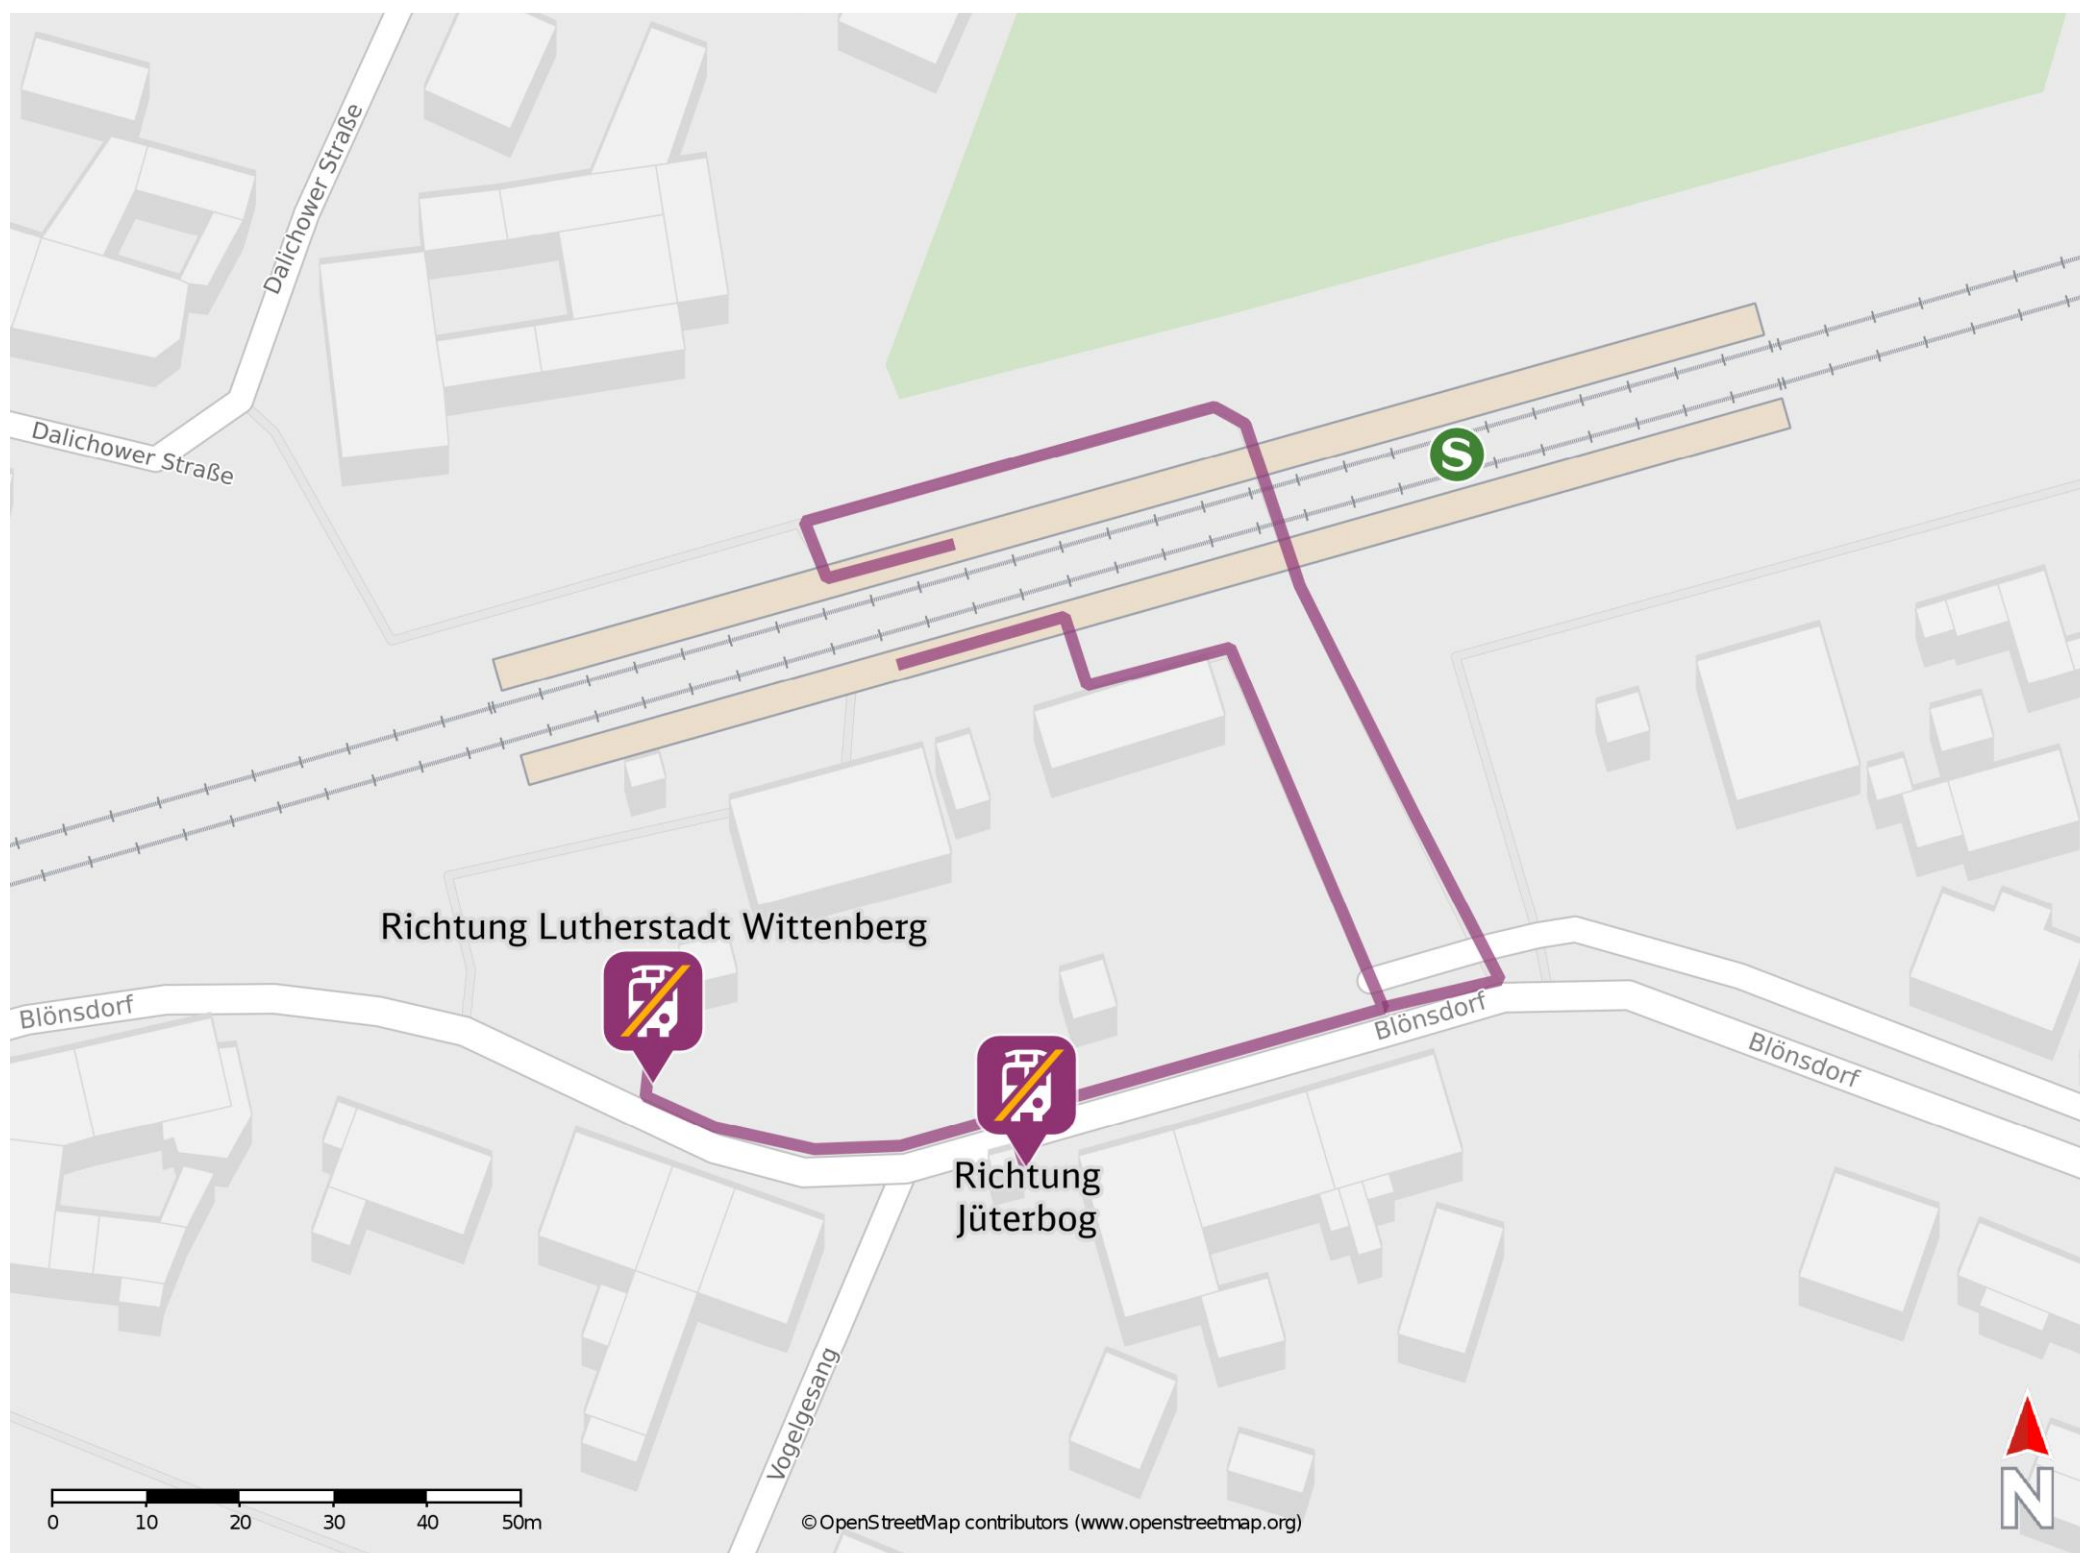 Dalichower Straße
Dalichower Straße
S
Richtung Lutherstadt Wittenberg
Blönsdorf
Blönsdorf
Blönsdorf
Richtung
Jüterbog
Vogelgesang
0 10 20 30 40 50m
© OpenStreetMap contributors (www.openstreetmap.org)
N